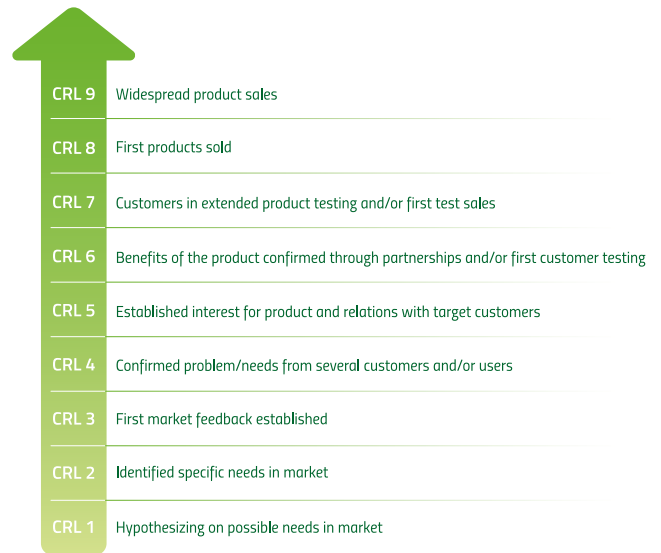 CRL 9 Widespread product sales
CRL 8 First products sold
CRL 7 Customers in extended product testing and/or first test sales
CRL 6 Benefits of the product confirmed through partnerships and/or first customer testing
CRL 5 Established interest for product and relations with target customers
CRL 4 Confirmed problem/needs from several customers and/or users
CRL 3 First market feedback established
CRL 2 Identified specific needs in market
CRL 1 Hypothesizing on possible needs in market